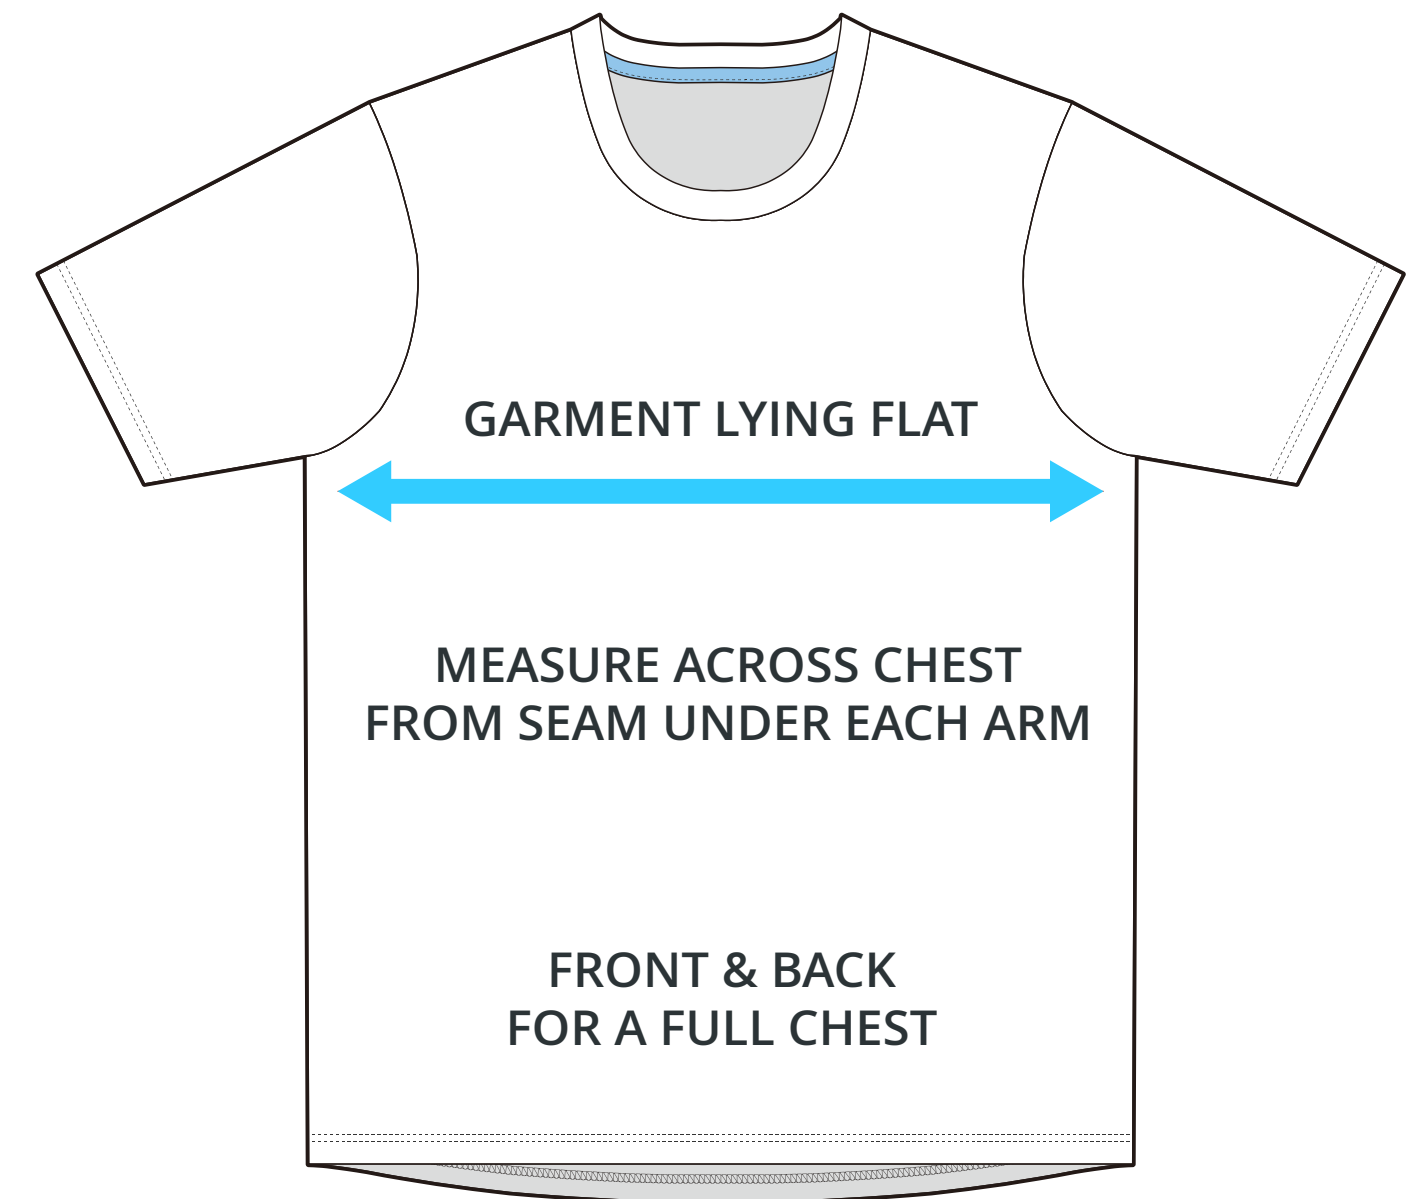 GARMENT LYING FLAT
MEASURE ACROSS CHEST
FROM SEAM UNDER EACH ARM
FRONT & BACK
FOR A FULL CHEST